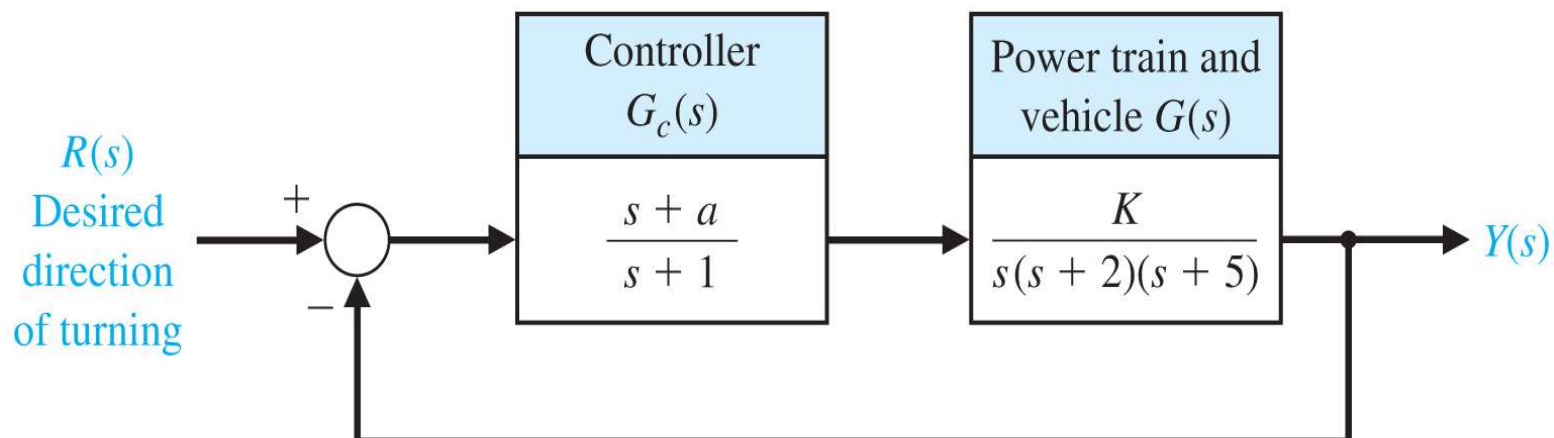 R(s)
Desired
direction
of turning
+
−
Controller
G_c(s)
s + a
s + 1
Power train and
vehicle G(s)
K
s(s + 2)(s + 5)
Y(s)